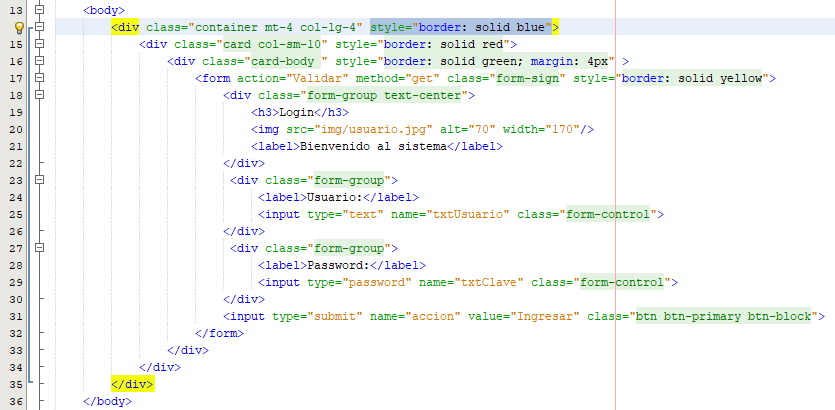 13 <body>
<div class="container mt-4 col-lg-4" style="border: solid blue">
15 <div class="card col-sm-10" style="border: solid red">
16 <div class="card-body " style="border: solid green; margin: 4px" >
17 <form action="Validar" method="get" class="form-sign" style="border: solid yellow">
18 <div class="form-group text-center">
19 <h3>Login</h3>
20 <img src="img/usuario.jpg" alt="70" width="170"/>
21 <label>Bienvenido al sistema</label>
22 </div>
23 <div class="form-group">
24 <label>Usuario:</label>
25 <input type="text" name="txtUsuario" class="form-control">
26 </div>
27 <div class="form-group">
28 <label>Password:</label>
29 <input type="password" name="txtClave" class="form-control">
30 </div>
31 <input type="submit" name="accion" value="Ingresar" class="btn btn-primary btn-block">
32 </form>
33 </div>
34 </div>
35 </div>
36 </body>